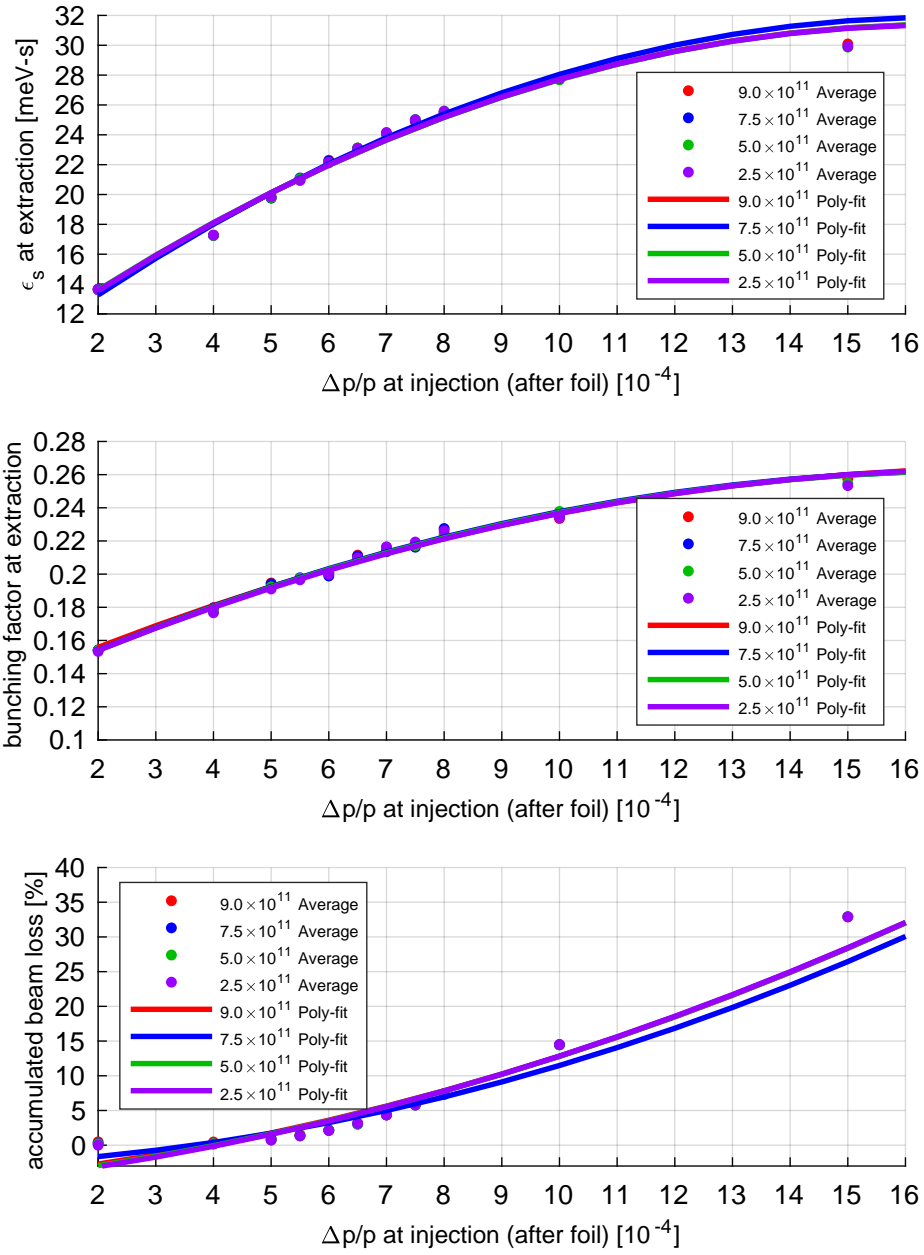 ϵs at extraction [meV-s]
32
30
28
26
24
22
20
18
16
14
12
9.0×10^11 Average
7.5×10^11 Average
5.0×10^11 Average
2.5×10^11 Average
9.0×10^11 Poly-fit
7.5×10^11 Poly-fit
5.0×10^11 Poly-fit
2.5×10^11 Poly-fit
2 3 4 5 6 7 8 9 10 11 12 13 14 15 16
Δp/p at injection (after foil) [10^-4]
bunching factor at extraction
0.28
0.26
0.24
0.22
0.2
0.18
0.16
0.14
0.12
0.1
9.0×10^11 Average
7.5×10^11 Average
5.0×10^11 Average
2.5×10^11 Average
9.0×10^11 Poly-fit
7.5×10^11 Poly-fit
5.0×10^11 Poly-fit
2.5×10^11 Poly-fit
2 3 4 5 6 7 8 9 10 11 12 13 14 15 16
Δp/p at injection (after foil) [10^-4]
accumulated beam loss [%]
40
35
30
25
20
15
10
5
0
9.0×10^11 Average
7.5×10^11 Average
5.0×10^11 Average
2.5×10^11 Average
9.0×10^11 Poly-fit
7.5×10^11 Poly-fit
5.0×10^11 Poly-fit
2.5×10^11 Poly-fit
2 3 4 5 6 7 8 9 10 11 12 13 14 15 16
Δp/p at injection (after foil) [10^-4]